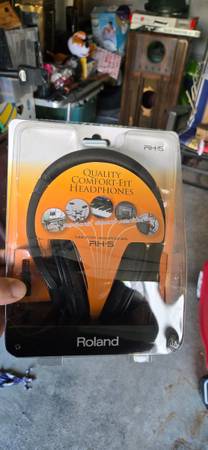 RH-5
QUALITY
COMFORT-FIT
HEADPHONES
RH-5
Roland